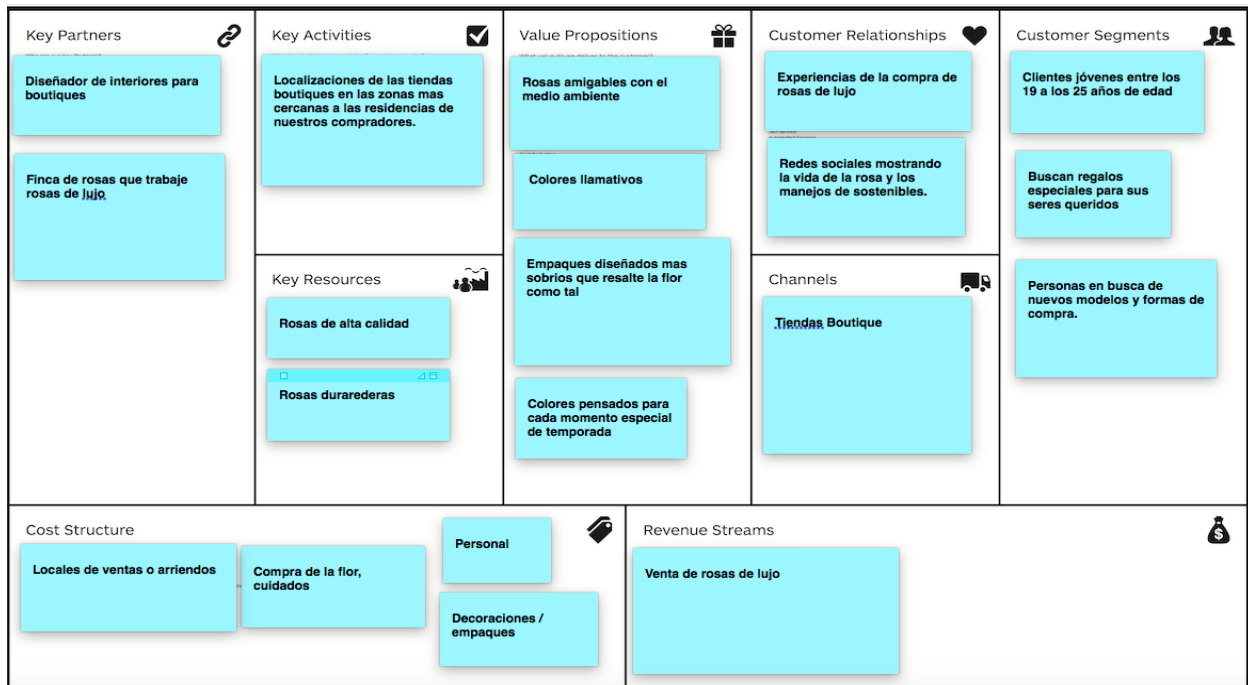 Key Partners
Diseñador de interiores para
boutiques
Finca de rosas que trabaje
rosas de lujo
Key Activities
Localizaciones de las tiendas
boutiques en las zonas mas
cercanas a las residencias de
nuestros compradores.
Key Resources
Rosas de alta calidad
Rosas durarederas
Value Propositions
Rosas amigables con el
medio ambiente
Colores llamativos
Empaques diseñados mas
sobrios que resalte la flor
como tal
Colores pensados para
cada momento especial
de temporada
Customer Relationships
Experiencias de la compra de
rosas de lujo
Redes sociales mostrando
la vida de la rosa y los
manejos de sostenibles.
Channels
Tiendas Boutique
Customer Segments
Clientes jóvenes entre los
19 a los 25 años de edad
Buscan regalos
especiales para sus
seres queridos
Personas en busca de
nuevos modelos y formas de
compra.
Cost Structure
Locales de ventas o arriendos
Compra de la flor,
cuidados
Personal
Decoraciones /
empaques
Revenue Streams
Venta de rosas de lujo